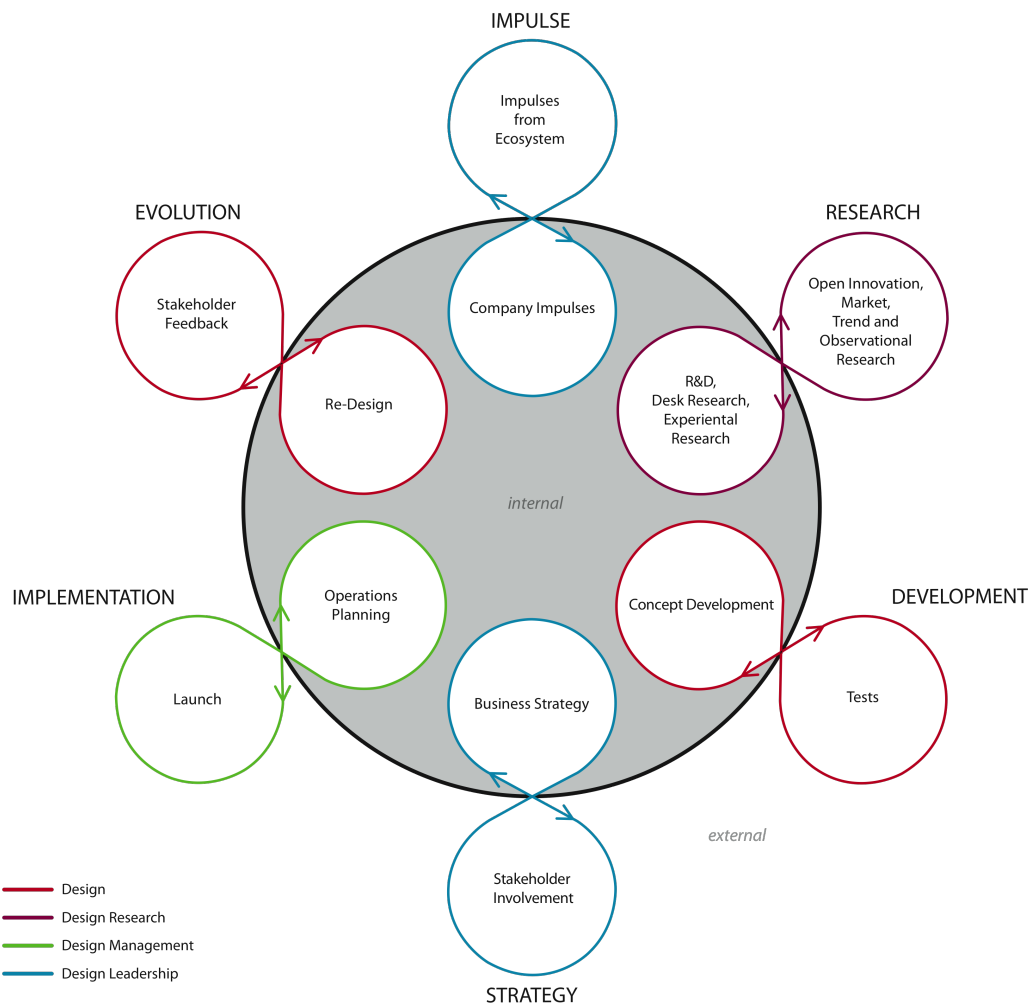 IMPULSE
Impulses
from
Ecosystem
EVOLUTION
RESEARCH
Stakeholder
Feedback
Company Impulses
Open Innovation,
Market,
Trend and
Observational
Research
Re-Design
R&D,
Desk Research,
Experiental
Research
internal
IMPLEMENTATION
Operations
Planning
Concept Development
DEVELOPMENT
Launch
Business Strategy
Tests
external
Stakeholder
Involvement
Design
Design Research
Design Management
Design Leadership
STRATEGY